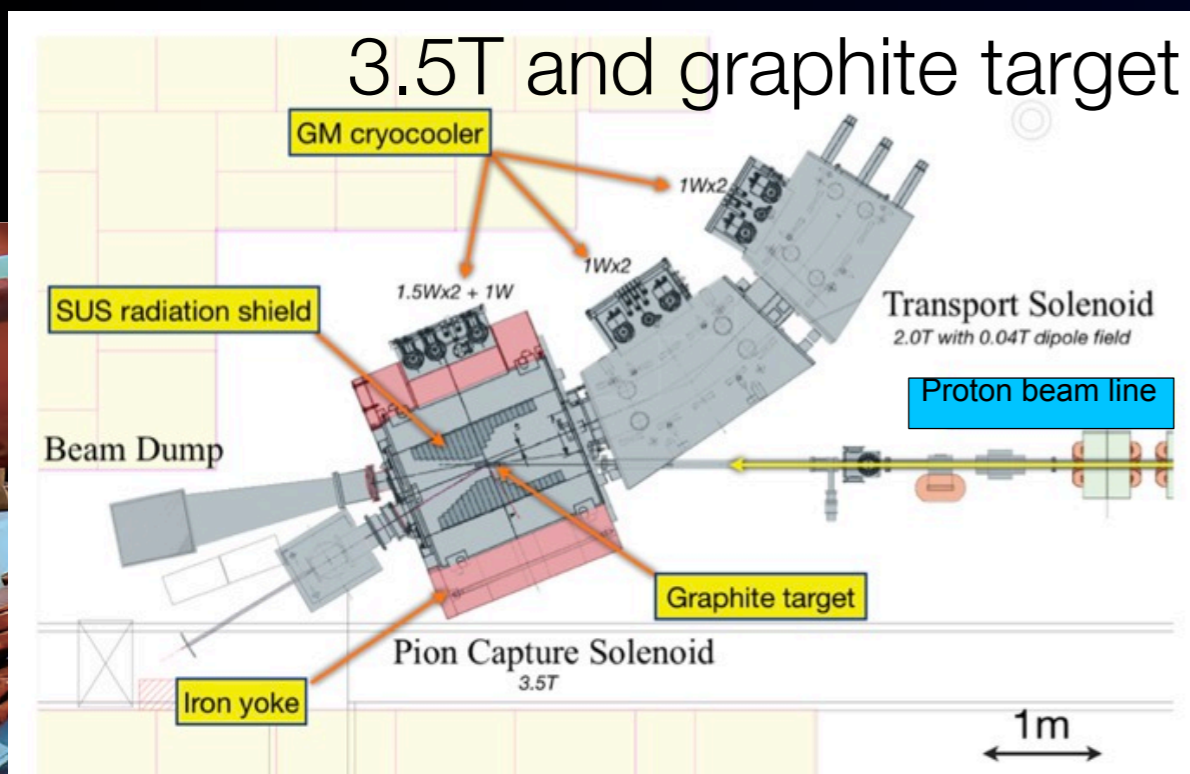 3.5T and graphite target
GM cryocooler
1Wx2
1Wx2
1.5Wx2 + 1W
SUS radiation shield
Transport Solenoid
2.0T with 0.04T dipole field
Proton beam line
Beam Dump
Graphite target
Pion Capture Solenoid
3.5T
Iron yoke
1m